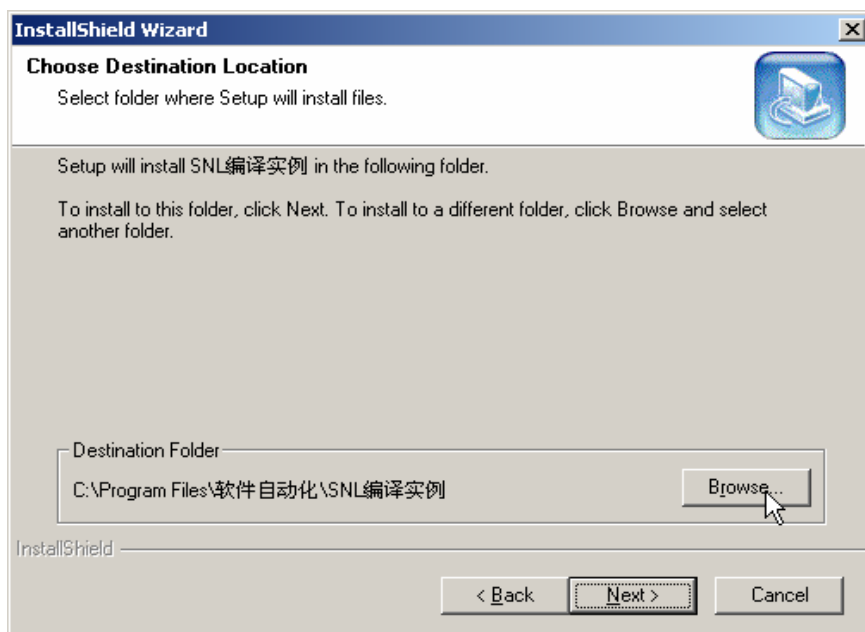 InstallShield Wizard
Choose Destination Location
Select folder where Setup will install files.
Setup will install SNL编译实例 in the following folder.
To install to this folder, click Next. To install to a different folder, click Browse and select
another folder.
Destination Folder
C:\Program Files\软件自动化\SNL编译实例
Browse...
InstallShield
< Back
Next >
Cancel